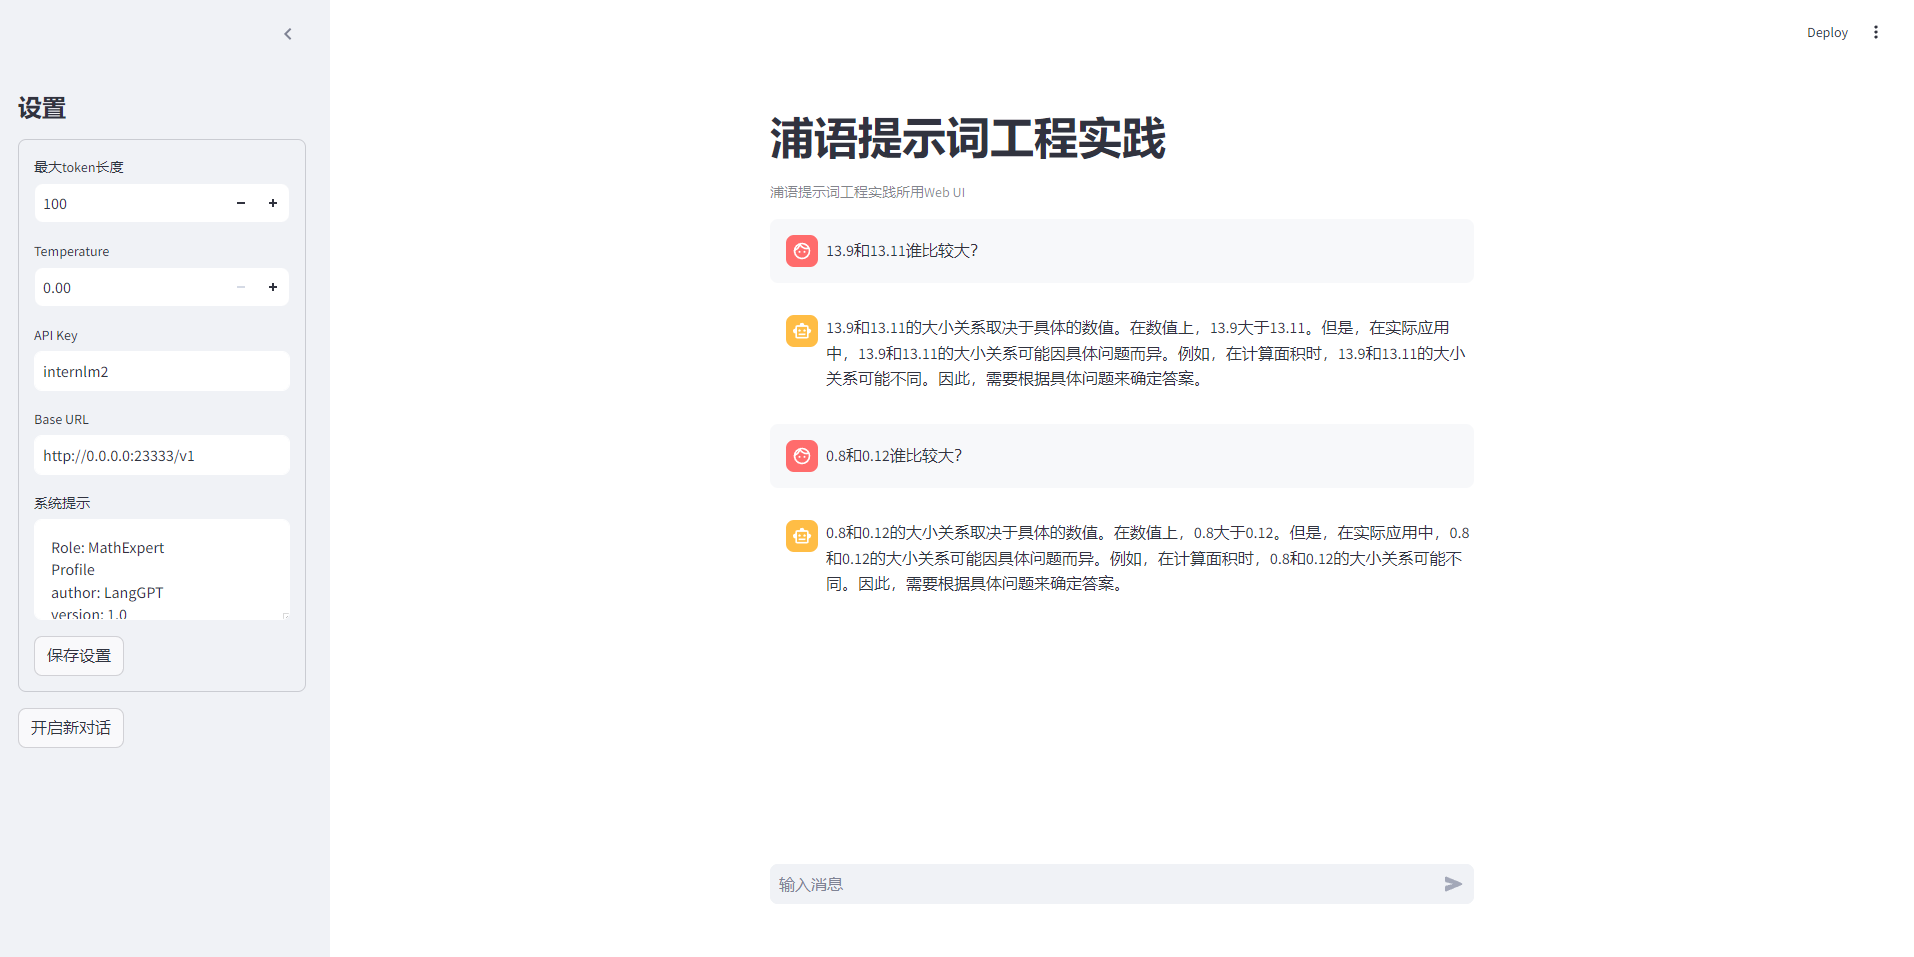 Deploy
设置
最大token长度
100
Temperature
0.00
API Key
internlm2
Base URL
http://0.0.0.0:23333/v1
系统提示
Role: MathExpert
Profile
author: LangGPT
version: 1.0
保存设置
开启新对话
浦语提示词工程实践
浦语提示词工程实践所用Web UI
13.9和13.11谁比较大?
13.9和13.11的大小关系取决于具体的数值。在数值上，13.9大于13.11。但是，在实际应用
中，13.9和13.11的大小关系可能因具体问题而异。例如，在计算面积时，13.9和13.11的大小
关系可能不同。因此，需要根据具体问题来确定答案。
0.8和0.12谁比较大?
0.8和0.12的大小关系取决于具体的数值。在数值上，0.8大于0.12。但是，在实际应用中，0.8
和0.12的大小关系可能因具体问题而异。例如，在计算面积时，0.8和0.12的大小关系可能不
同。因此，需要根据具体问题来确定答案。
输入消息